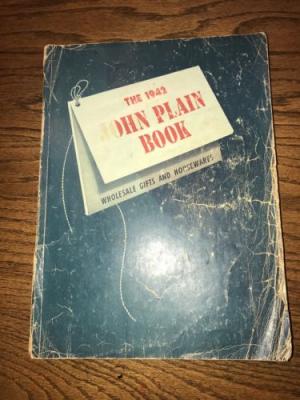 THE 1942
JOHN PLAIN
BOOK
WHOLESALE GIFTS AND HOUSEWARES